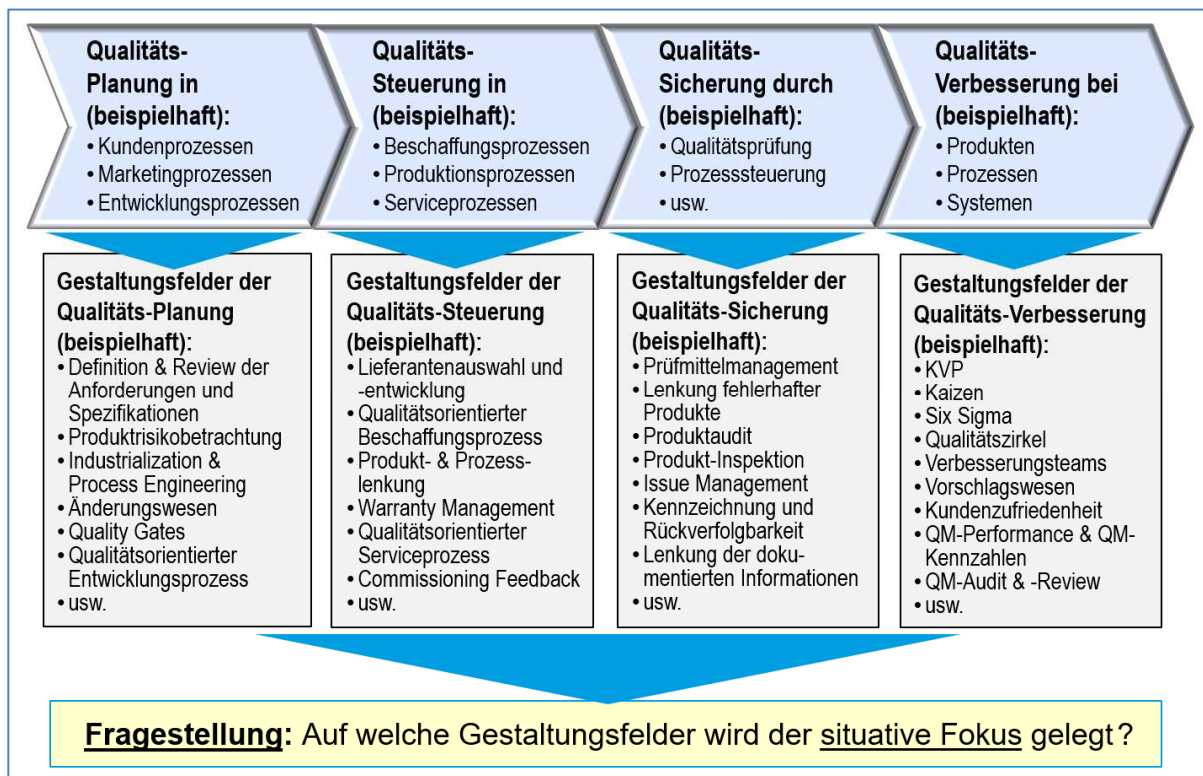 Qualitäts-
Planung in
(beispielhaft):
• Kundenprozessen
• Marketingprozessen
• Entwicklungsprozessen
Qualitäts-
Steuerung in
(beispielhaft):
• Beschaffungsprozessen
• Produktionsprozessen
• Serviceprozessen
Qualitäts-
Sicherung durch
(beispielhaft):
• Qualitätsprüfung
• Prozesssteuerung
• usw.
Qualitäts-
Verbesserung bei
(beispielhaft):
• Produkten
• Prozessen
• Systemen
Gestaltungsfelder der
Qualitäts-Planung
(beispielhaft):
• Definition & Review der
Anforderungen und
Spezifikationen
• Produktrisikobetrachtung
• Industrialization &
Process Engineering
• Änderungswesen
• Quality Gates
• Qualitätsorientierter
Entwicklungsprozess
• usw.
Gestaltungsfelder der
Qualitäts-Steuerung
(beispielhaft):
• Lieferantenauswahl und
-entwicklung
• Qualitätsorientierter
Beschaffungsprozess
• Produkt- & Prozess-
lenkung
• Warranty Management
• Qualitätsorientierter
Serviceprozess
• Commissioning Feedback
• usw.
Gestaltungsfelder der
Qualitäts-Sicherung
(beispielhaft):
• Prüfmittelmanagement
• Lenkung fehlerhafter
Produkte
• Produktaudit
• Produkt-Inspektion
• Issue Management
• Kennzeichnung und
Rückverfolgbarkeit
• Lenkung der doku-
mentierten Informationen
• usw.
Gestaltungsfelder der
Qualitäts-Verbesserung
(beispielhaft):
• KVP
• Kaizen
• Six Sigma
• Qualitätszirkel
• Verbesserungsteams
• Vorschlagswesen
• Kundenzufriedenheit
• QM-Performance & QM-
Kennzahlen
• QM-Audit & -Review
• usw.
Fragestellung: Auf welche Gestaltungsfelder wird der situative Fokus gelegt?